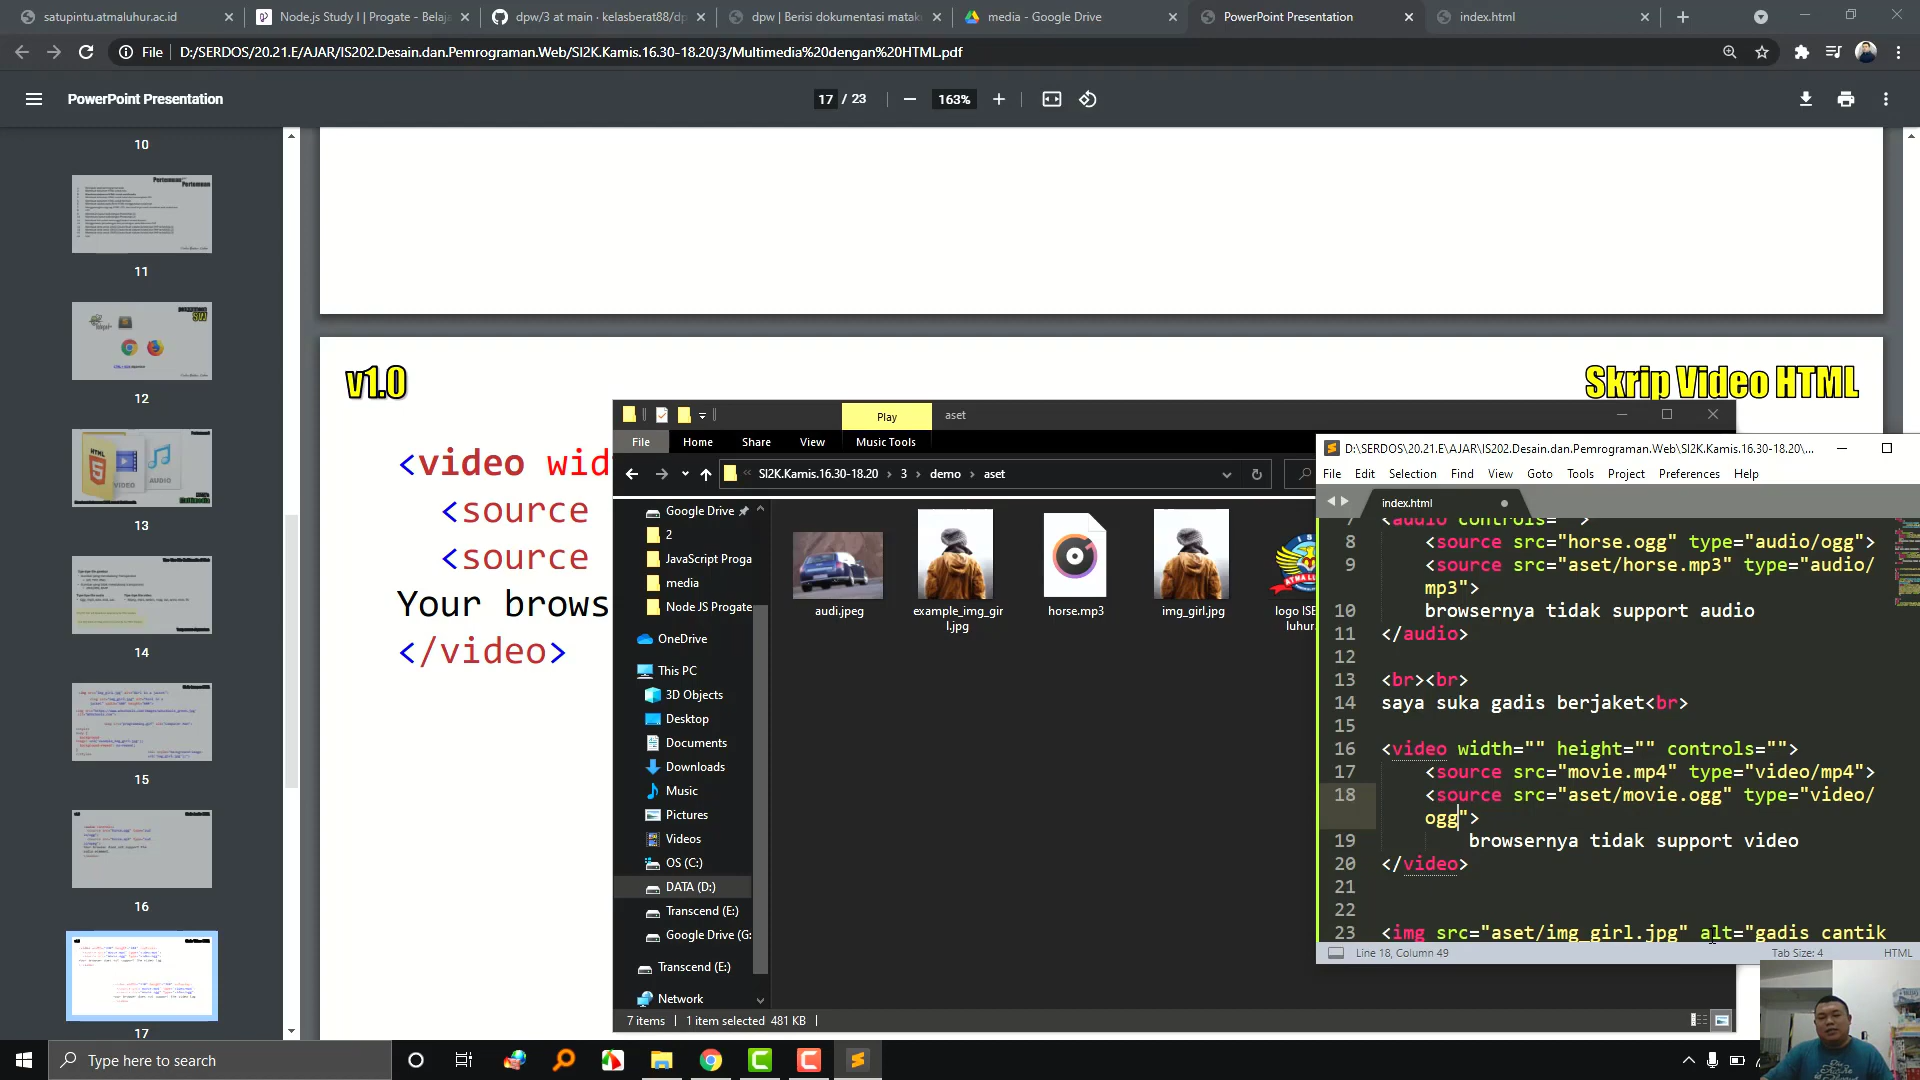 satupintu.atmaluhur.ac.id
Node.js Study I | Progate - Belaja
dpw/3 at main · kelasberat88/dp
dpw | Berisi dokumentasi mataku
media - Google Drive
PowerPoint Presentation
index.html
File
D:/SERDOS/20.21.E/AJAR/IS202.Desain.dan.Pemrograman.Web/SI2K.Kamis.16.30-18.20/3/Multimedia%20dengan%20HTML.pdf
PowerPoint Presentation
17 / 23
163%
10
11
12
13
14
15
16
17
v1.0
Skrip Video HTML
<video wid
<source
<source
Your brows
</video>
Play
aset
File
Home
Share
View
Music Tools
SI2K.Kamis.16.30-18.20
3
demo
aset
Google Drive
2
JavaScript Proga
media
Node JS Progate
OneDrive
This PC
3D Objects
Desktop
Documents
Downloads
Music
Pictures
Videos
OS (C:)
DATA (D:)
Transcend (E:)
Google Drive (G:
Transcend (E:)
Network
audi.jpeg
example_img_gir
l.jpg
horse.mp3
img_girl.jpg
logo ISE
luhur.
7 items
1 item selected 481 KB
D:\SERDOS\20.21.E\AJAR\IS202.Desain.dan.Pemrograman.Web\SI2K.Kamis.16.30-18.20\...
File Edit Selection Find View Goto Tools Project Preferences Help
index.html
7 <audio controls="">
8 <source src="horse.ogg" type="audio/ogg">
9 <source src="aset/horse.mp3" type="audio/
mp3">
10 browsernya tidak support audio
11 </audio>
12
13 <br><br>
14 saya suka gadis berjaket<br>
15
16 <video width="" height="" controls="">
17 <source src="movie.mp4" type="video/mp4">
18 <source src="aset/movie.ogg" type="video/
ogg">
19 browsernya tidak support video
20 </video>
21
22
23 <img src="aset/img_girl.jpg" alt="gadis cantik
Line 18, Column 49
Tab Size: 4
HTML
Type here to search